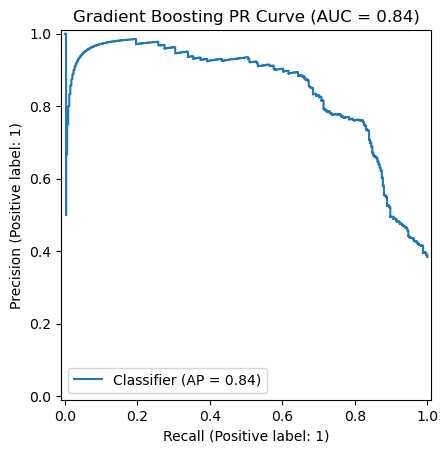 Gradient Boosting PR Curve (AUC = 0.84)
1.0
0.8
0.6
0.4
0.2
0.0
Precision (Positive label: 1)
Classifier (AP = 0.84)
0.0 0.2 0.4 0.6 0.8 1.0
Recall (Positive label: 1)